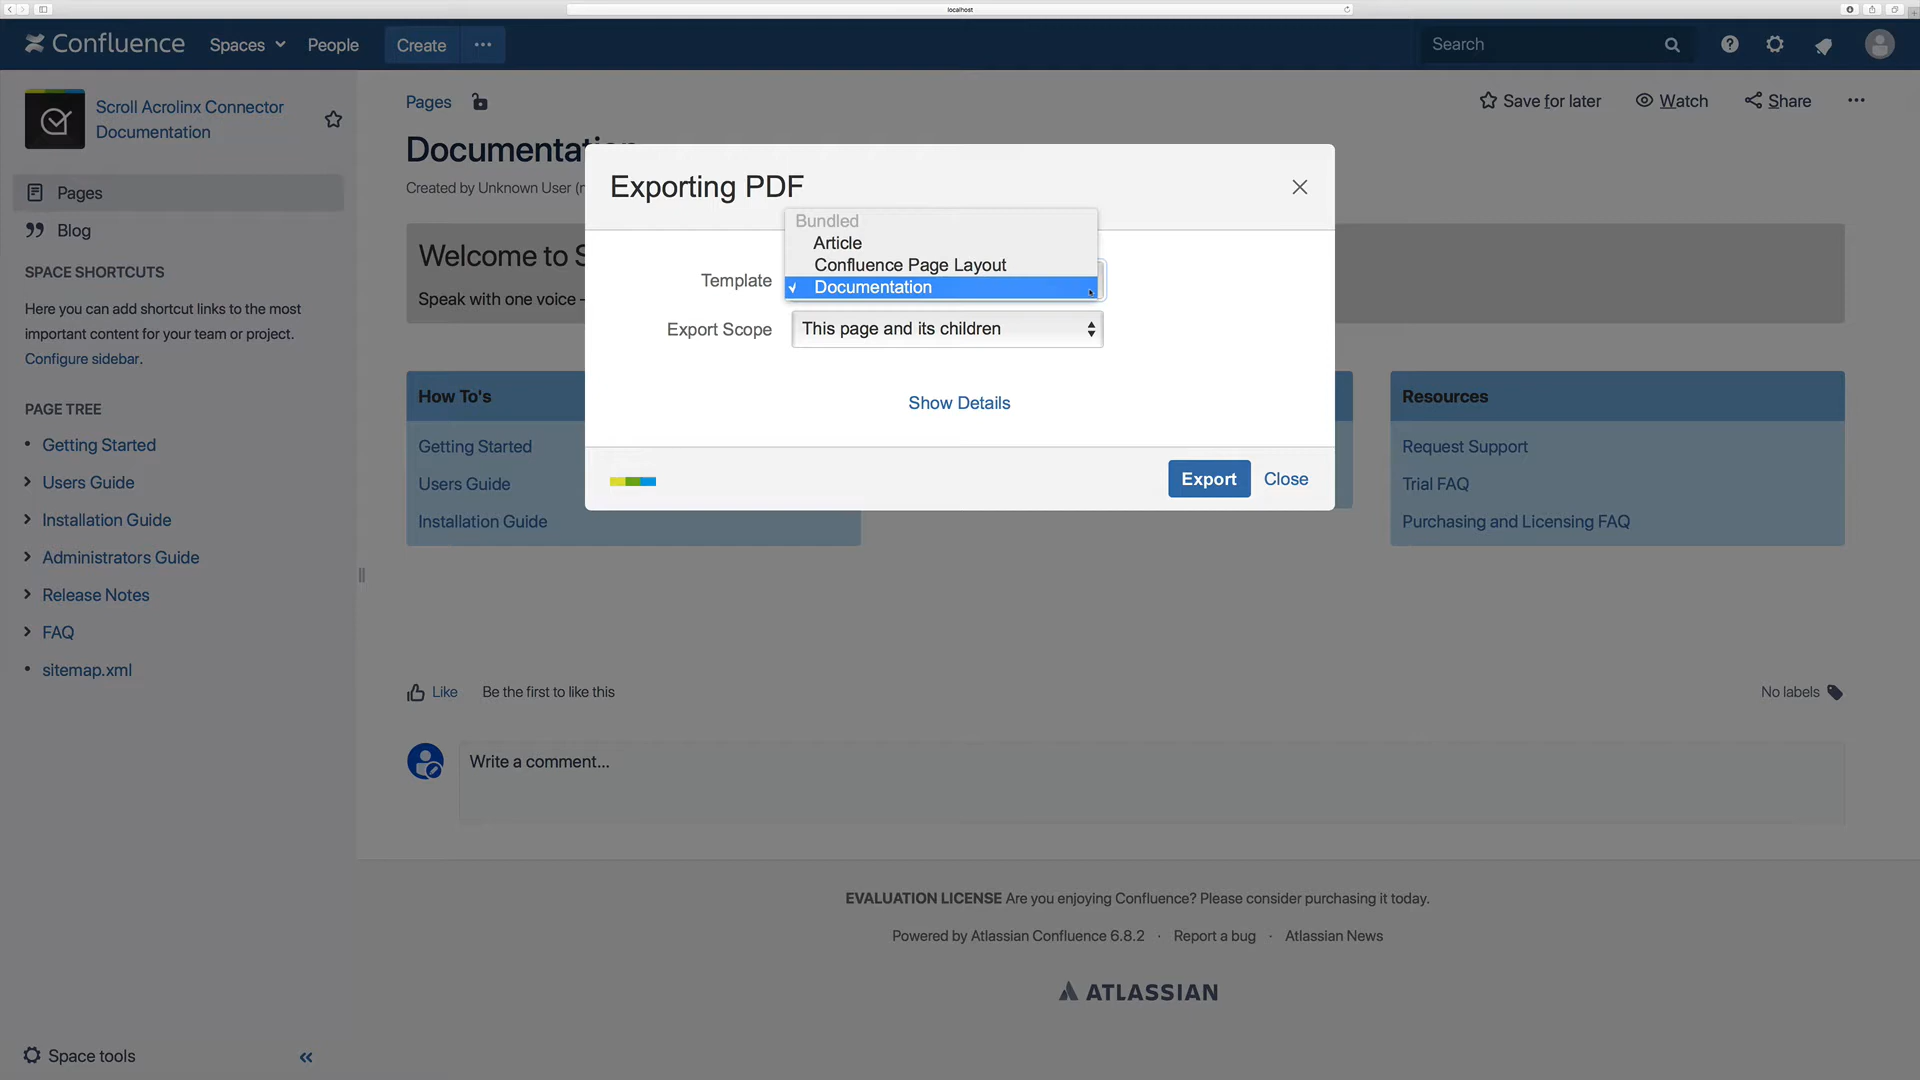 localhost
Confluence
Spaces
People
Create
Search
Scroll Acrolinx Connector
Documentation
Pages
Blog
SPACE SHORTCUTS
Here you can add shortcut links to the most
important content for your team or project.
Configure sidebar.
PAGE TREE
Getting Started
Users Guide
Installation Guide
Administrators Guide
Release Notes
FAQ
sitemap.xml
Space tools
Pages
Save for later
Watch
Share
Created by Unknown User
Welcome to
Speak with one voice -
Exporting PDF
Bundled
Article
Confluence Page Layout
Template
Documentation
Export Scope
This page and its children
Show Details
Export
Close
How To's
Getting Started
Users Guide
Installation Guide
Resources
Request Support
Trial FAQ
Purchasing and Licensing FAQ
Like
Be the first to like this
No labels
Write a comment...
EVALUATION LICENSE Are you enjoying Confluence? Please consider purchasing it today.
Powered by Atlassian Confluence 6.8.2 · Report a bug · Atlassian News
ATLASSIAN